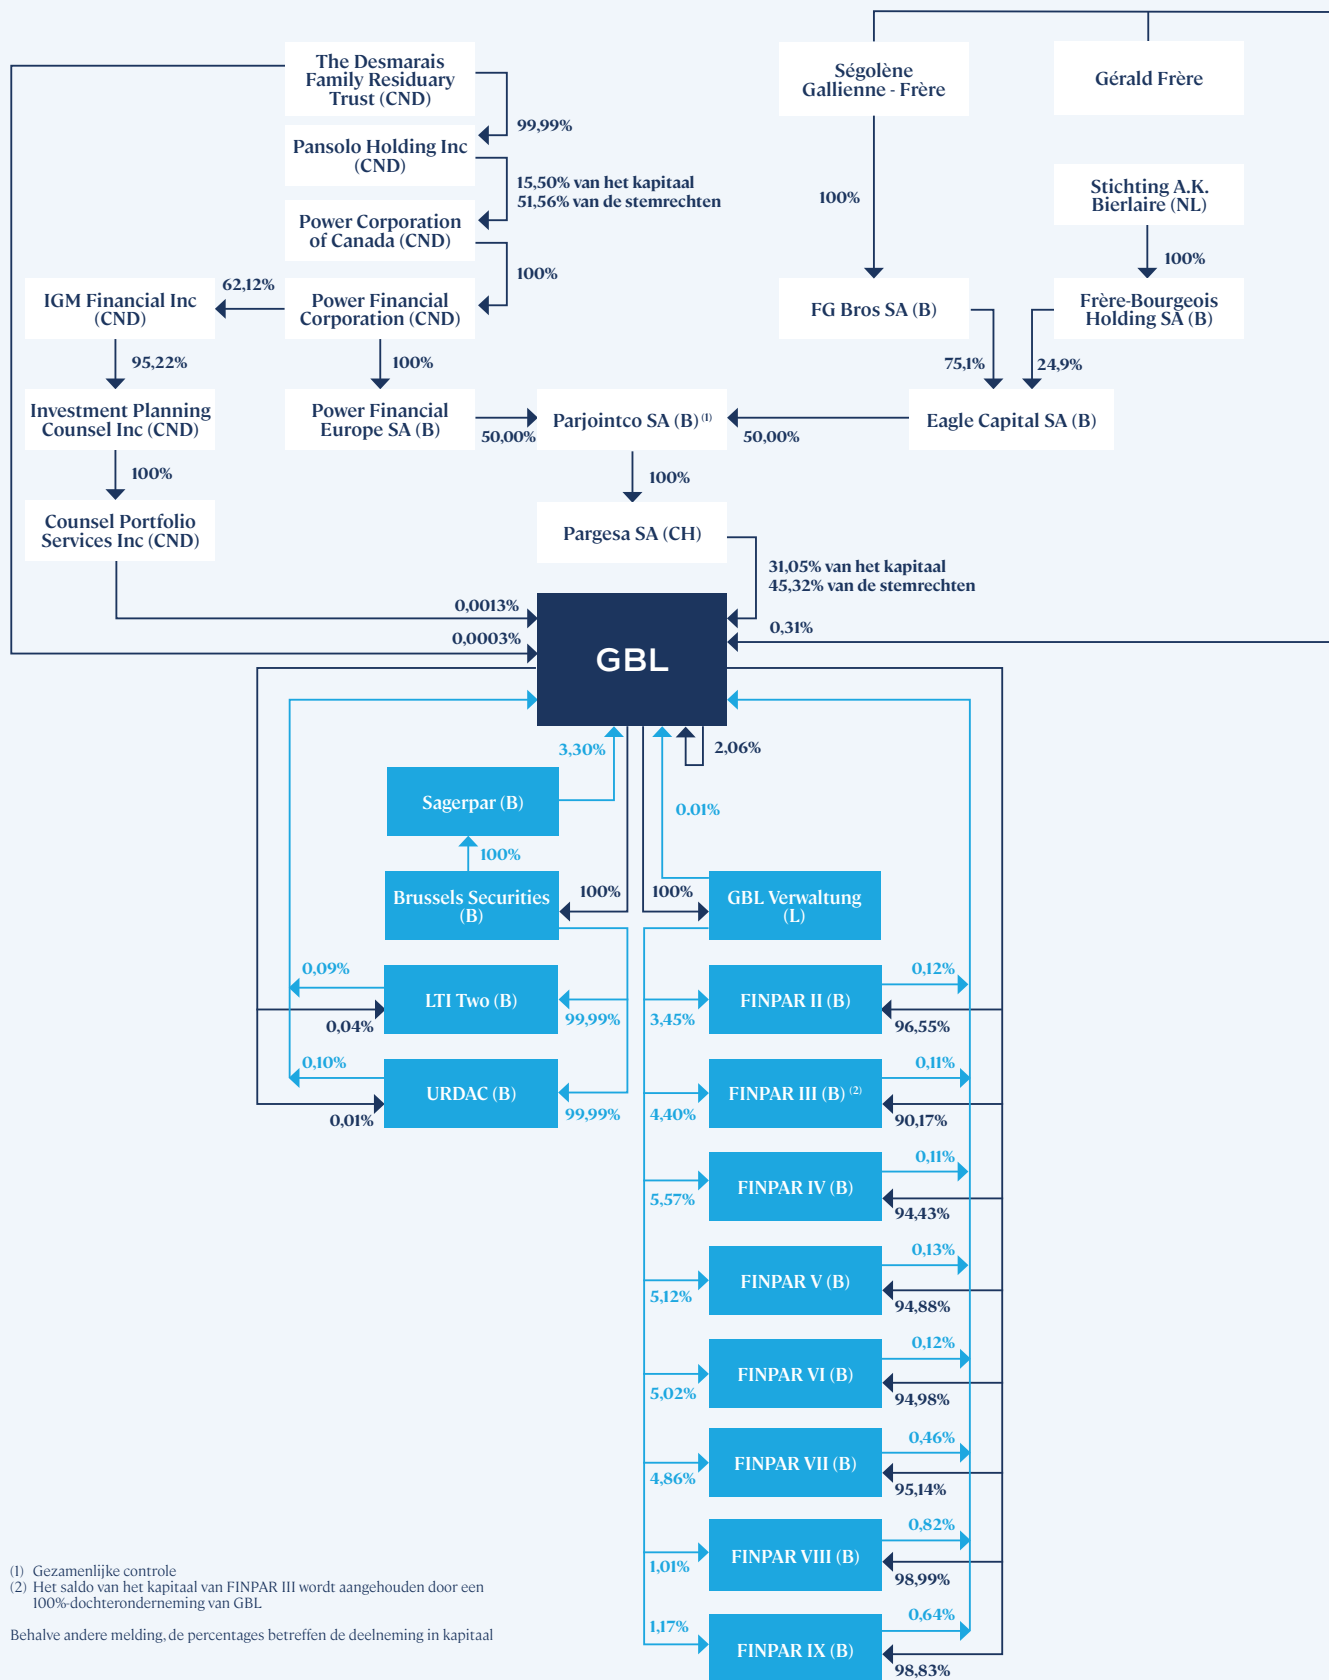 The Desmarais
Family Residuary
Trust (CND)
Ségolène
Gallienne - Frère
Gérald Frère
99,99%
Pansolo Holding Inc
(CND)
15,50% van het kapitaal
51,56% van de stemrechten
100%
Stichting A.K.
Bierlaire (NL)
Power Corporation
of Canada (CND)
100%
100%
62,12%
IGM Financial Inc
(CND)
Power Financial
Corporation (CND)
FG Bros SA (B)
Frère-Bourgeois
Holding SA (B)
95,22%
100%
75,1%
24,9%
Investment Planning
Counsel Inc (CND)
Power Financial
Europe SA (B)
50,00%
Parjointco SA (B) (1)
50,00%
Eagle Capital SA (B)
100%
100%
Counsel Portfolio
Services Inc (CND)
Pargesa SA (CH)
31,05% van het kapitaal
45,32% van de stemrechten
0,0013%
0,31%
0,0003%
GBL
3,30%
2,06%
Sagerpar (B)
0.01%
100%
Brussels Securities
(B)
100%
100%
GBL Verwaltung
(L)
0,09%
LTI Two (B)
0,04%
99,99%
0,12%
FINPAR II (B)
3,45%
96,55%
0,10%
URDAC (B)
0,01%
99,99%
0,11%
FINPAR III (B) (2)
4,40%
90,17%
0,11%
FINPAR IV (B)
5,57%
94,43%
0,13%
FINPAR V (B)
5,12%
94,88%
0,12%
FINPAR VI (B)
5,02%
94,98%
0,46%
FINPAR VII (B)
4,86%
95,14%
0,82%
FINPAR VIII (B)
1,01%
98,99%
0,64%
1,17%
FINPAR IX (B)
98,83%
(1) Gezamenlijke controle
(2) Het saldo van het kapitaal van FINPAR III wordt aangehouden door een
100%-dochteronderneming van GBL
Behalve andere melding, de percentages betreffen de deelneming in kapitaal